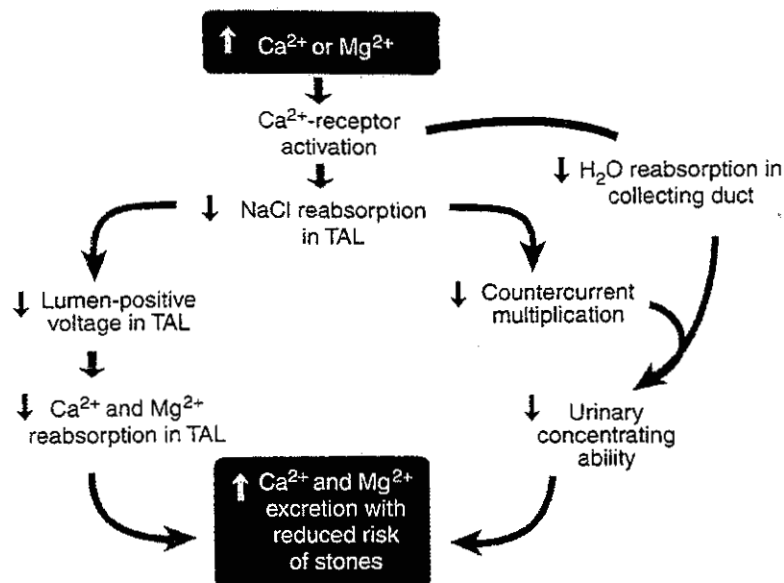 ↑ Ca²⁺ or Mg²⁺
Ca²⁺-receptor
activation
↓ H₂O reabsorption in
collecting duct
↓ NaCl reabsorption
in TAL
↓ Lumen-positive
voltage in TAL
↓ Countercurrent
multiplication
↓ Ca²⁺ and Mg²⁺
reabsorption in TAL
↓ Urinary
concentrating
ability
↑ Ca²⁺ and Mg²⁺
excretion with
reduced risk
of stones